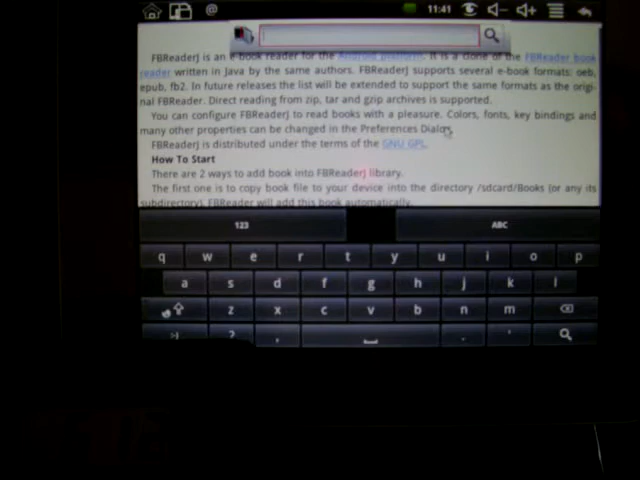 @ 11:41
FBReaderJ is an e-book reader for the Android platform. It is a clone of the FBReader book
reader written in Java by the same authors. FBReaderJ supports several e-book formats: oeb,
epub, fb2. In future releases the list will be extended to support the same formats as the origi-
nal FBReader. Direct reading from zip, tar and gzip archives is supported.
You can configure FBReaderJ to read books with a pleasure. Colors, fonts, key bindings and
many other properties can be changed in the Preferences Dialog.
FBReaderJ is distributed under the terms of the GNU GPL.
How To Start
There are 2 ways to add book into FBReaderJ library.
The first one is to copy book file to your device into the directory /sdcard/Books (or any its
subdirectory). FBReader will add this book automatically.
123 ABC
q w e r t y u i o p
a s d f g h j k l
z x c v b n m
:-) ? , . '